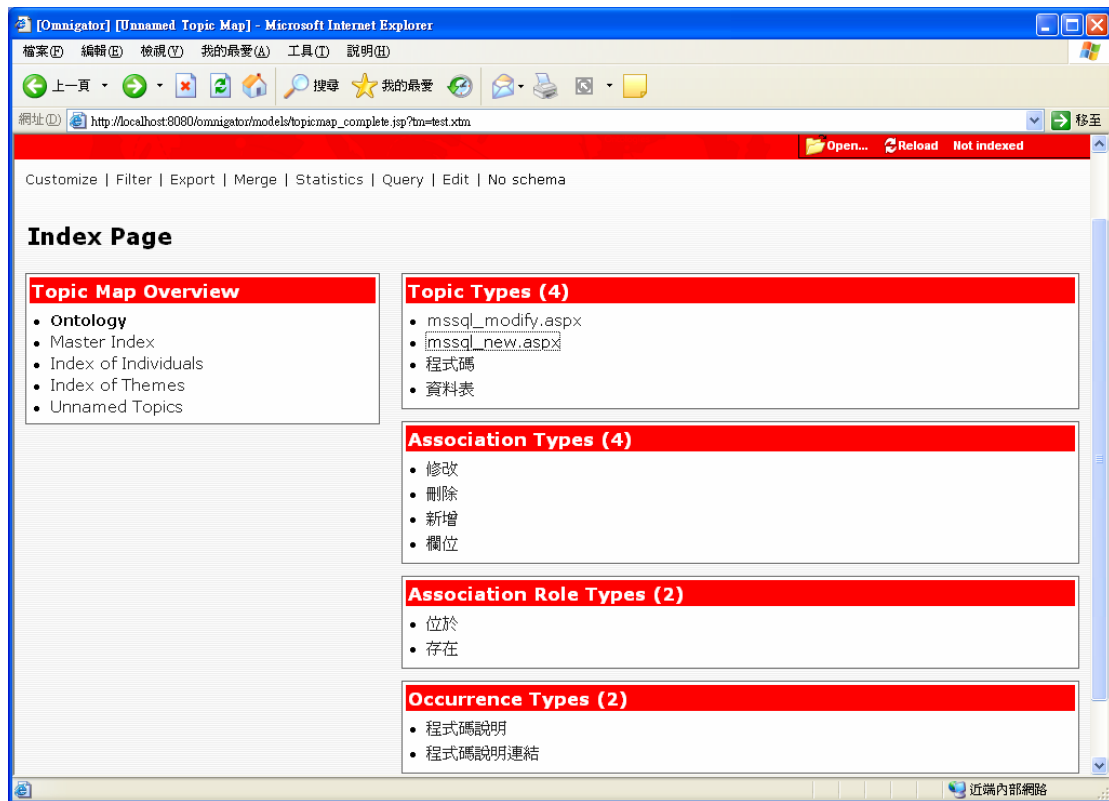 [Omnigator] [Unnamed Topic Map] - Microsoft Internet Explorer
檔案(F) 編輯(E) 檢視(V) 我的最愛(A) 工具(T) 說明(H)
上一頁 搜尋 我的最愛
網址(D) http://localhost:8080/omnigator/models/topicmap_complete.jsp?tm=test.xtm 移至
Open... Reload Not indexed
Customize | Filter | Export | Merge | Statistics | Query | Edit | No schema
Index Page
Topic Map Overview
• Ontology
• Master Index
• Index of Individuals
• Index of Themes
• Unnamed Topics
Topic Types (4)
• mssql_modify.aspx
• mssql_new.aspx
• 程式碼
• 資料表
Association Types (4)
• 修改
• 刪除
• 新增
• 欄位
Association Role Types (2)
• 位於
• 存在
Occurrence Types (2)
• 程式碼說明
• 程式碼說明連結
近端內部網路